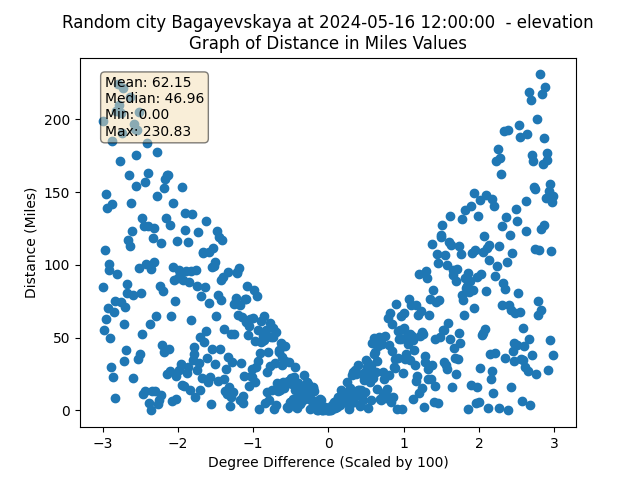 Random city Bagayevskaya at 2024-05-16 12:00:00  - elevation
Graph of Distance in Miles Values
Mean: 62.15
Median: 46.96
Min: 0.00
Max: 230.83
Distance (Miles)
200
150
100
50
0
−3 −2 −1 0 1 2 3
Degree Difference (Scaled by 100)